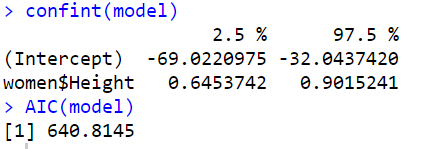 > confint(model)
2.5 % 97.5 %
(Intercept) -69.0220975 -32.0437420
women$Height 0.6453742 0.9015241
> AIC(model)
[1] 640.8145